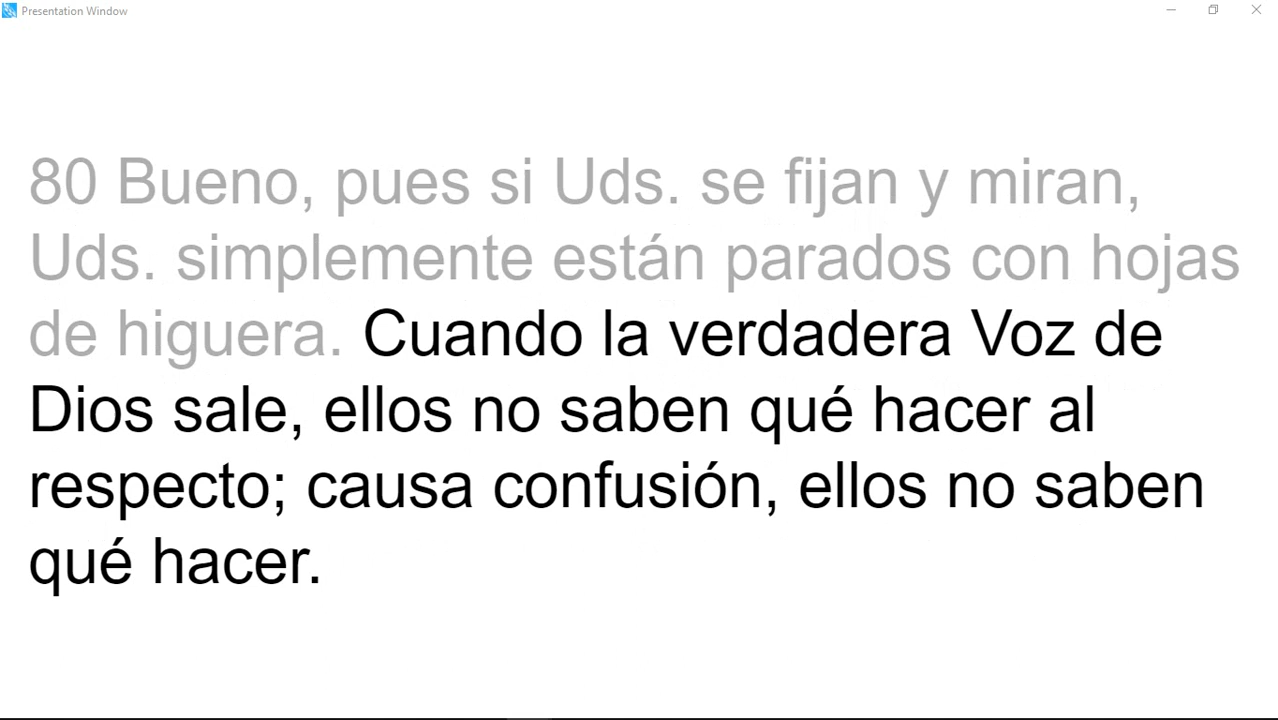 Presentation Window
80 Bueno, pues si Uds. se fijan y miran,
Uds. simplemente están parados con hojas
de higuera. Cuando la verdadera Voz de
Dios sale, ellos no saben qué hacer al
respecto; causa confusión, ellos no saben
qué hacer.